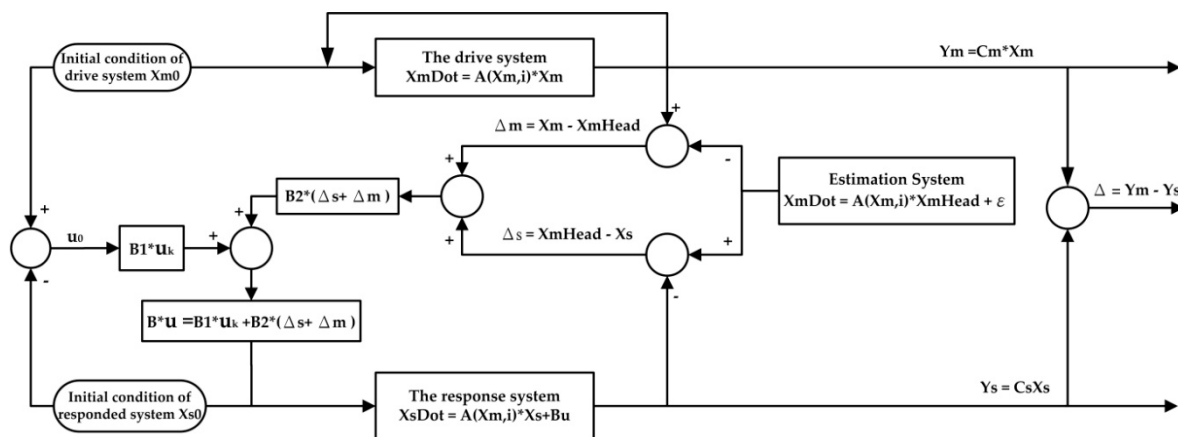 Initial condition of
drive system Xm0
The drive system
XmDot = A(Xm,i)*Xm
Ym =Cm*Xm
+
Δm = Xm - XmHead
-
+
Estimation System
XmDot = A(Xm,i)*XmHead + ε
B2*(Δs+ Δm)
+
+
Δ = Ym - Ys
u₀
B1*uₖ
+
+
Δs = XmHead - Xs
+
-
-
B*u =B1*uₖ+B2*(Δs+ Δm)
Initial condition of
responded system Xs0
The response system
XsDot = A(Xm,i)*Xs+Bu
Ys = CsXs